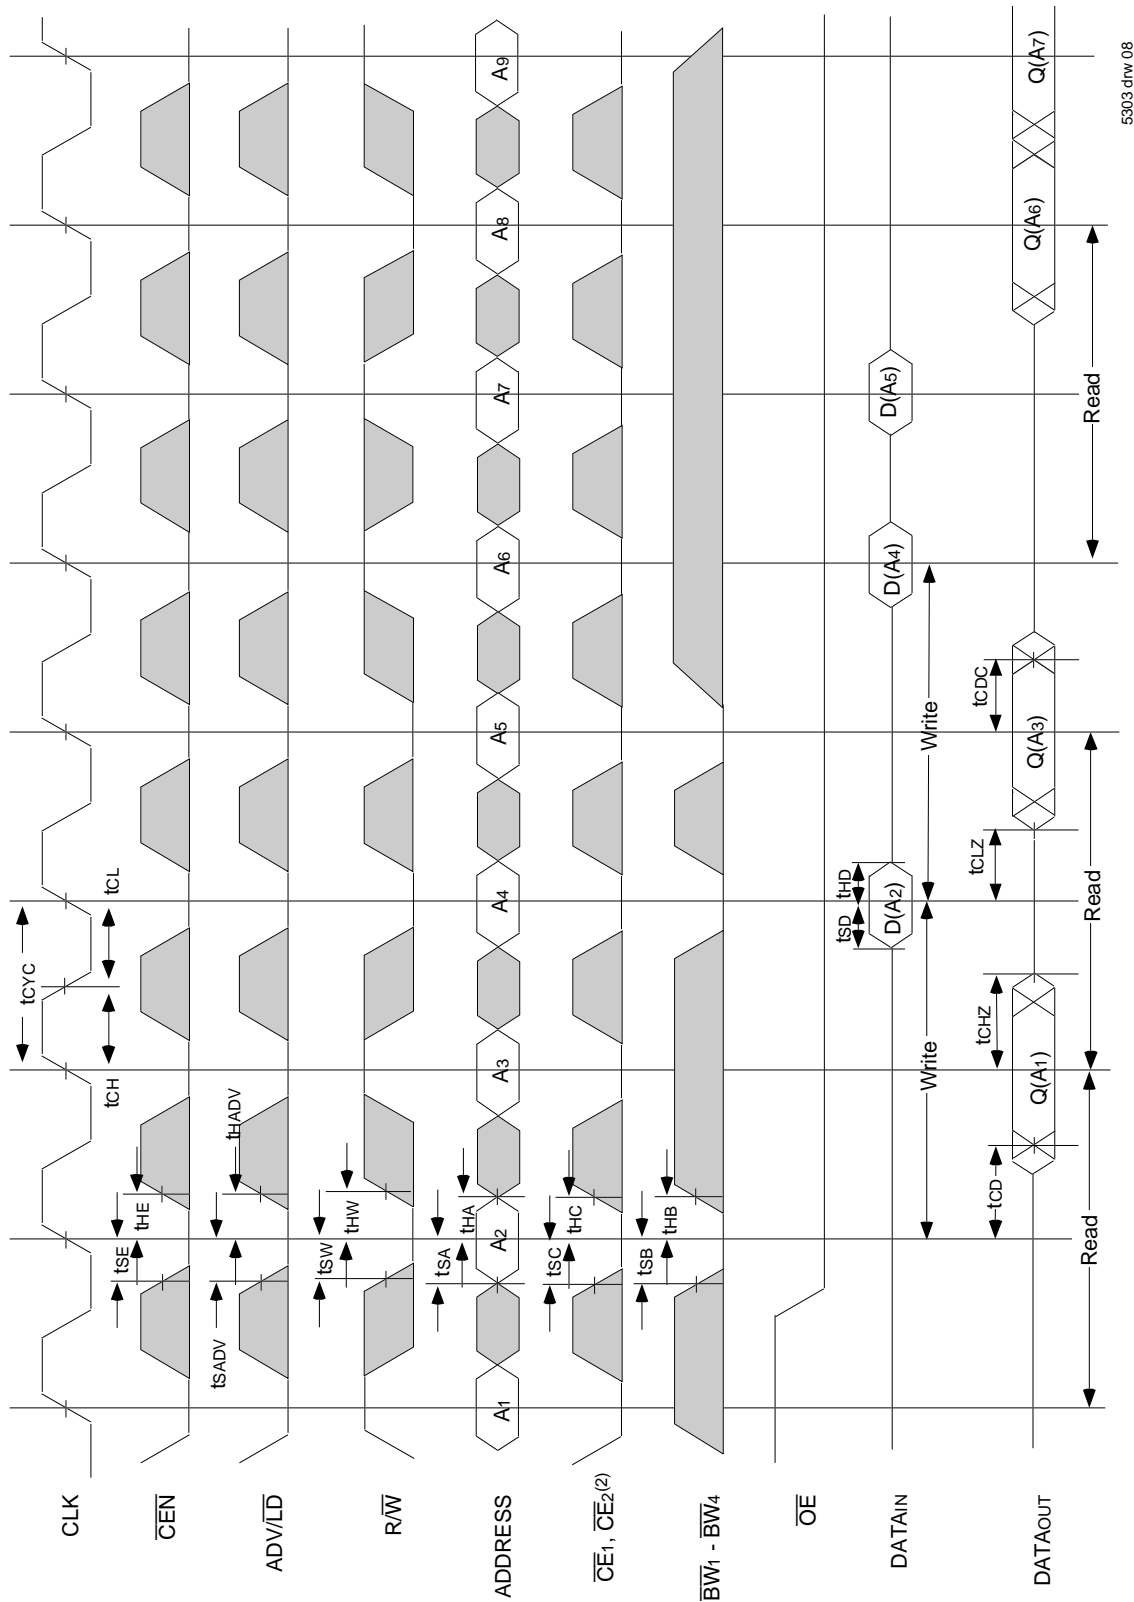 tCYC
tCH
tCL
CLK
tSE
tHE
CEN
tSADV
tHADV
ADV/LD
tSW
tHW
R/W
tSA
tHA
ADDRESS
A1
A2
A3
A4
A5
A6
A7
A8
A9
tSC
tHC
CE1, CE2(2)
tSB
tHB
BW1 - BW4
OE
tSD
tHD
DATAIN
D(A2)
D(A4)
D(A5)
Write
Write
tCD
tCHZ
tCLZ
tCDC
DATAOUT
Q(A1)
Q(A3)
Q(A6)
Q(A7)
Read
Read
Read
5303 drw 08